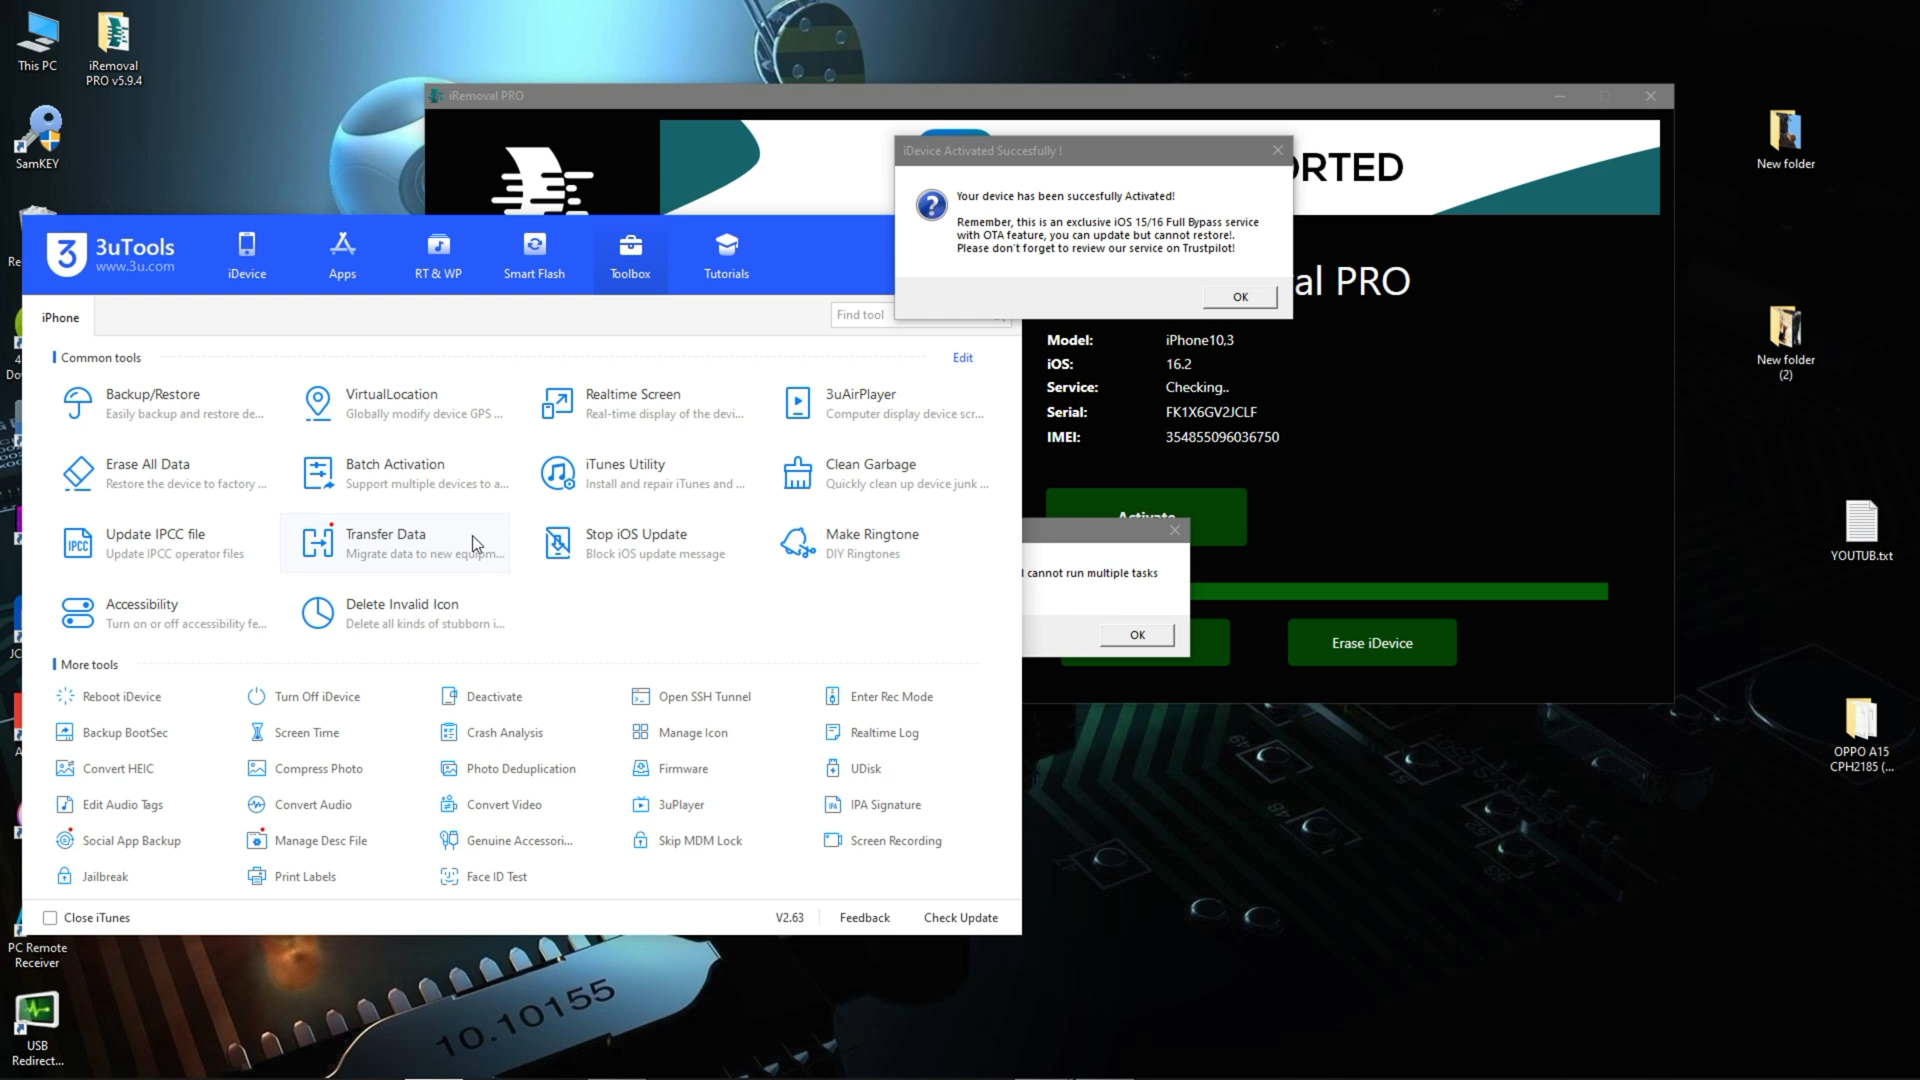 This PC
iRemoval
PRO v5.9.4
SamKEY
iRemoval PRO
iDevice Activated Succesfully !
Your device has been succesfully Activated!
Remember, this is an exclusive iOS 15/16 Full Bypass service
with OTA feature, you can update but cannot restore!.
Please don't forget to review our service on Trustpilot!
OK
RTED
al PRO
Model: iPhone10,3
iOS: 16.2
Service: Checking..
Serial: FK1X6GV2JCLF
IMEI: 354855096036750
Activate
cannot run multiple tasks
OK
Erase iDevice
3uTools
www.3u.com
iDevice
Apps
RT & WP
Smart Flash
Toolbox
Tutorials
iPhone
Find tool
Common tools
Edit
Backup/Restore
Easily backup and restore de...
VirtualLocation
Globally modify device GPS ...
Realtime Screen
Real-time display of the devi...
3uAirPlayer
Computer display device scr...
Erase All Data
Restore the device to factory ...
Batch Activation
Support multiple devices to a...
iTunes Utility
Install and repair iTunes and ...
Clean Garbage
Quickly clean up device junk ...
IPCC
Update IPCC file
Update IPCC operator files
Transfer Data
Migrate data to new equipm...
Stop iOS Update
Block iOS update message
Make Ringtone
DIY Ringtones
Accessibility
Turn on or off accessibility fe...
Delete Invalid Icon
Delete all kinds of stubborn i...
More tools
Reboot iDevice
Turn Off iDevice
Deactivate
Open SSH Tunnel
Enter Rec Mode
Backup BootSec
Screen Time
Crash Analysis
Manage Icon
Realtime Log
Convert HEIC
Compress Photo
Photo Deduplication
Firmware
UDisk
Edit Audio Tags
Convert Audio
Convert Video
3uPlayer
IPA Signature
Social App Backup
Manage Desc File
Genuine Accessori...
Skip MDM Lock
Screen Recording
Jailbreak
Print Labels
Face ID Test
Close iTunes
V2.63
Feedback
Check Update
PC Remote
Receiver
USB
Redirect...
New folder
New folder
(2)
YOUTUB.txt
OPPO A15
CPH2185 (...
10.10155